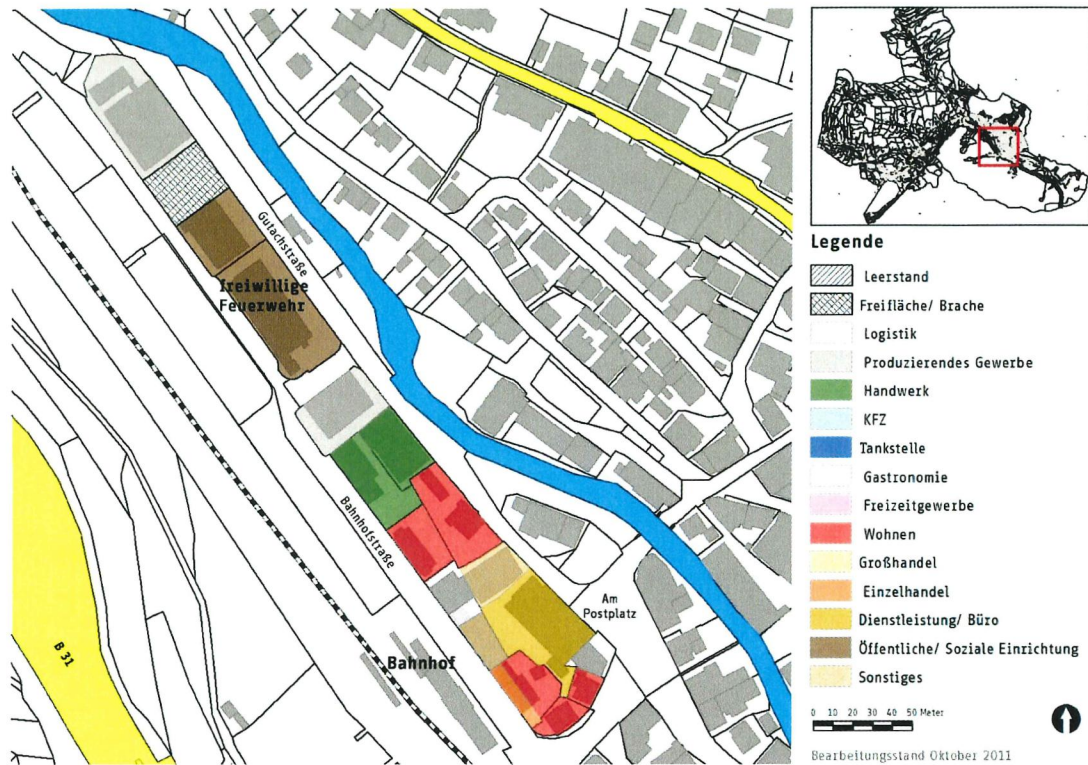 Gutachstraße
freiwillige
Feuerwehr
Bahnhofstraße
Am
Postplatz
Bahnhof
B 31
Legende
Leerstand
Freifläche/ Brache
Logistik
Produzierendes Gewerbe
Handwerk
KFZ
Tankstelle
Gastronomie
Freizeitgewerbe
Wohnen
Großhandel
Einzelhandel
Dienstleistung/ Büro
Öffentliche/ Soziale Einrichtung
Sonstiges
0 10 20 30 40 50 Meter
Bearbeitungsstand Oktober 2011